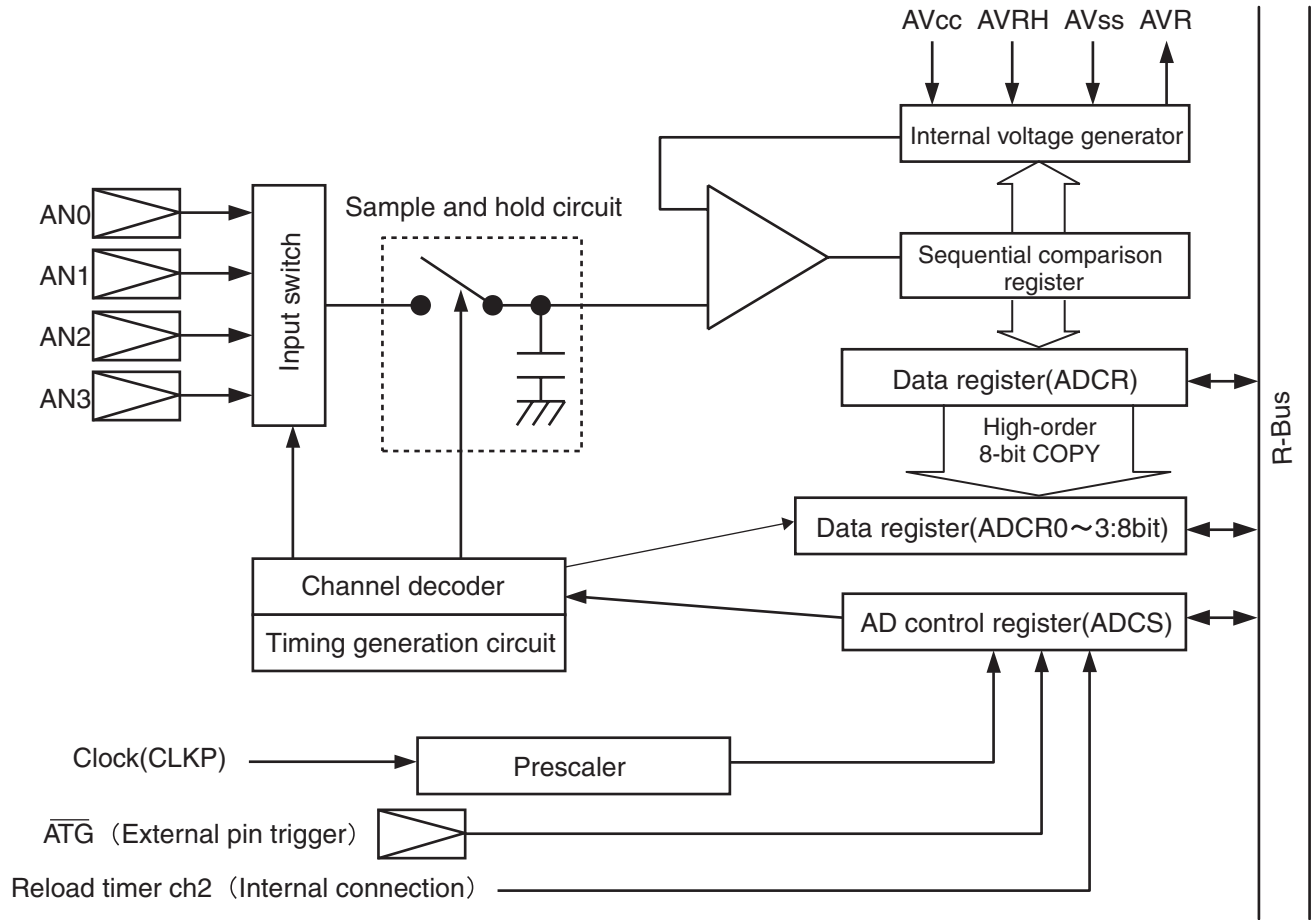 AVcc AVRH AVss AVR
Internal voltage generator
AN0
AN1
AN2
AN3
Input switch
Sample and hold circuit
Sequential comparison
register
Data register(ADCR)
High-order
8-bit COPY
R-Bus
Data register(ADCR0～3:8bit)
Channel decoder
Timing generation circuit
AD control register(ADCS)
Clock(CLKP)
Prescaler
A̅T̅G̅（External pin trigger）
Reload timer ch2（Internal connection）